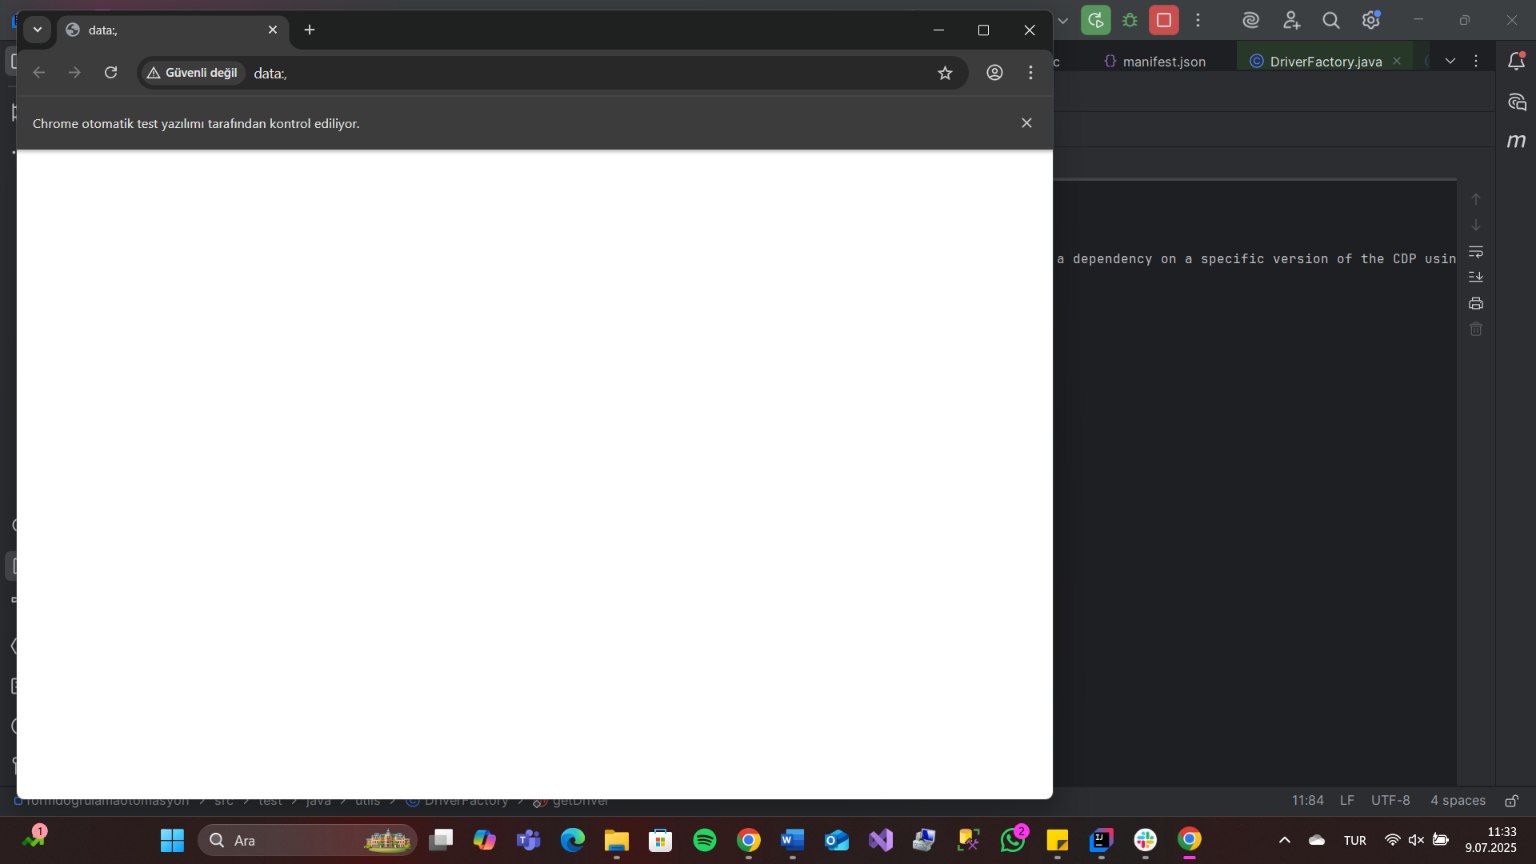 data:,
Güvenli değil
data:,
Chrome otomatik test yazılımı tarafından kontrol ediliyor.
c
manifest.json
DriverFactory.java
m
a dependency on a specific version of the CDP usin
formdogrulamaotomasyon > src > test > java > utils > DriverFactory > getDriver
11:84 LF UTF-8 4 spaces
1
Ara
2
TUR
11:33
9.07.2025